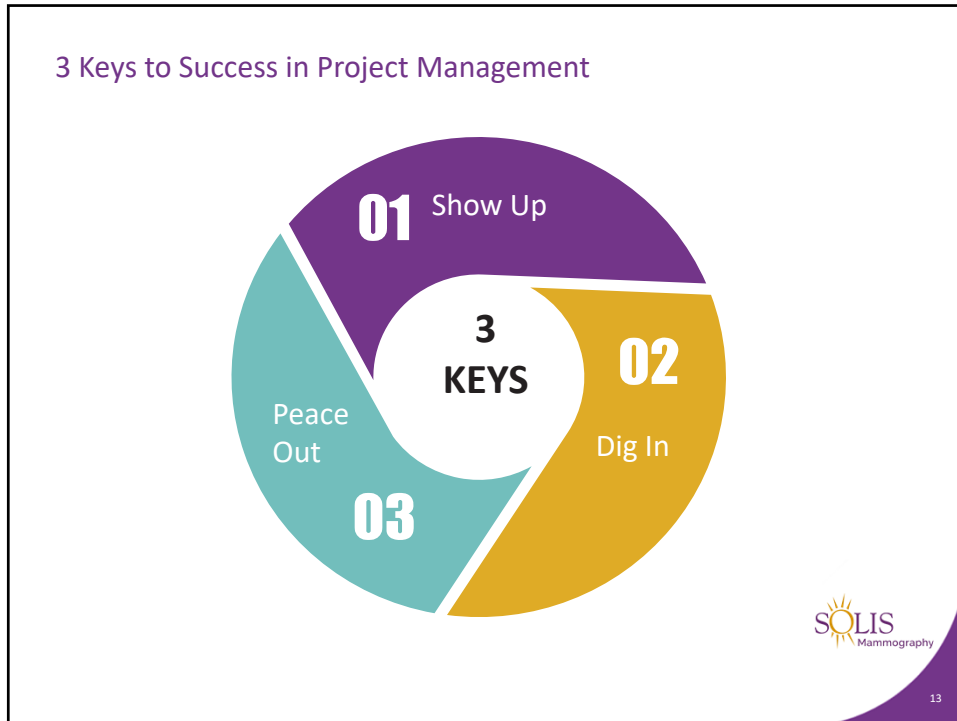 3 Keys to Success in Project Management
01 Show Up
3
KEYS
02
Dig In
Peace
Out
03
SOLIS
Mammography
13